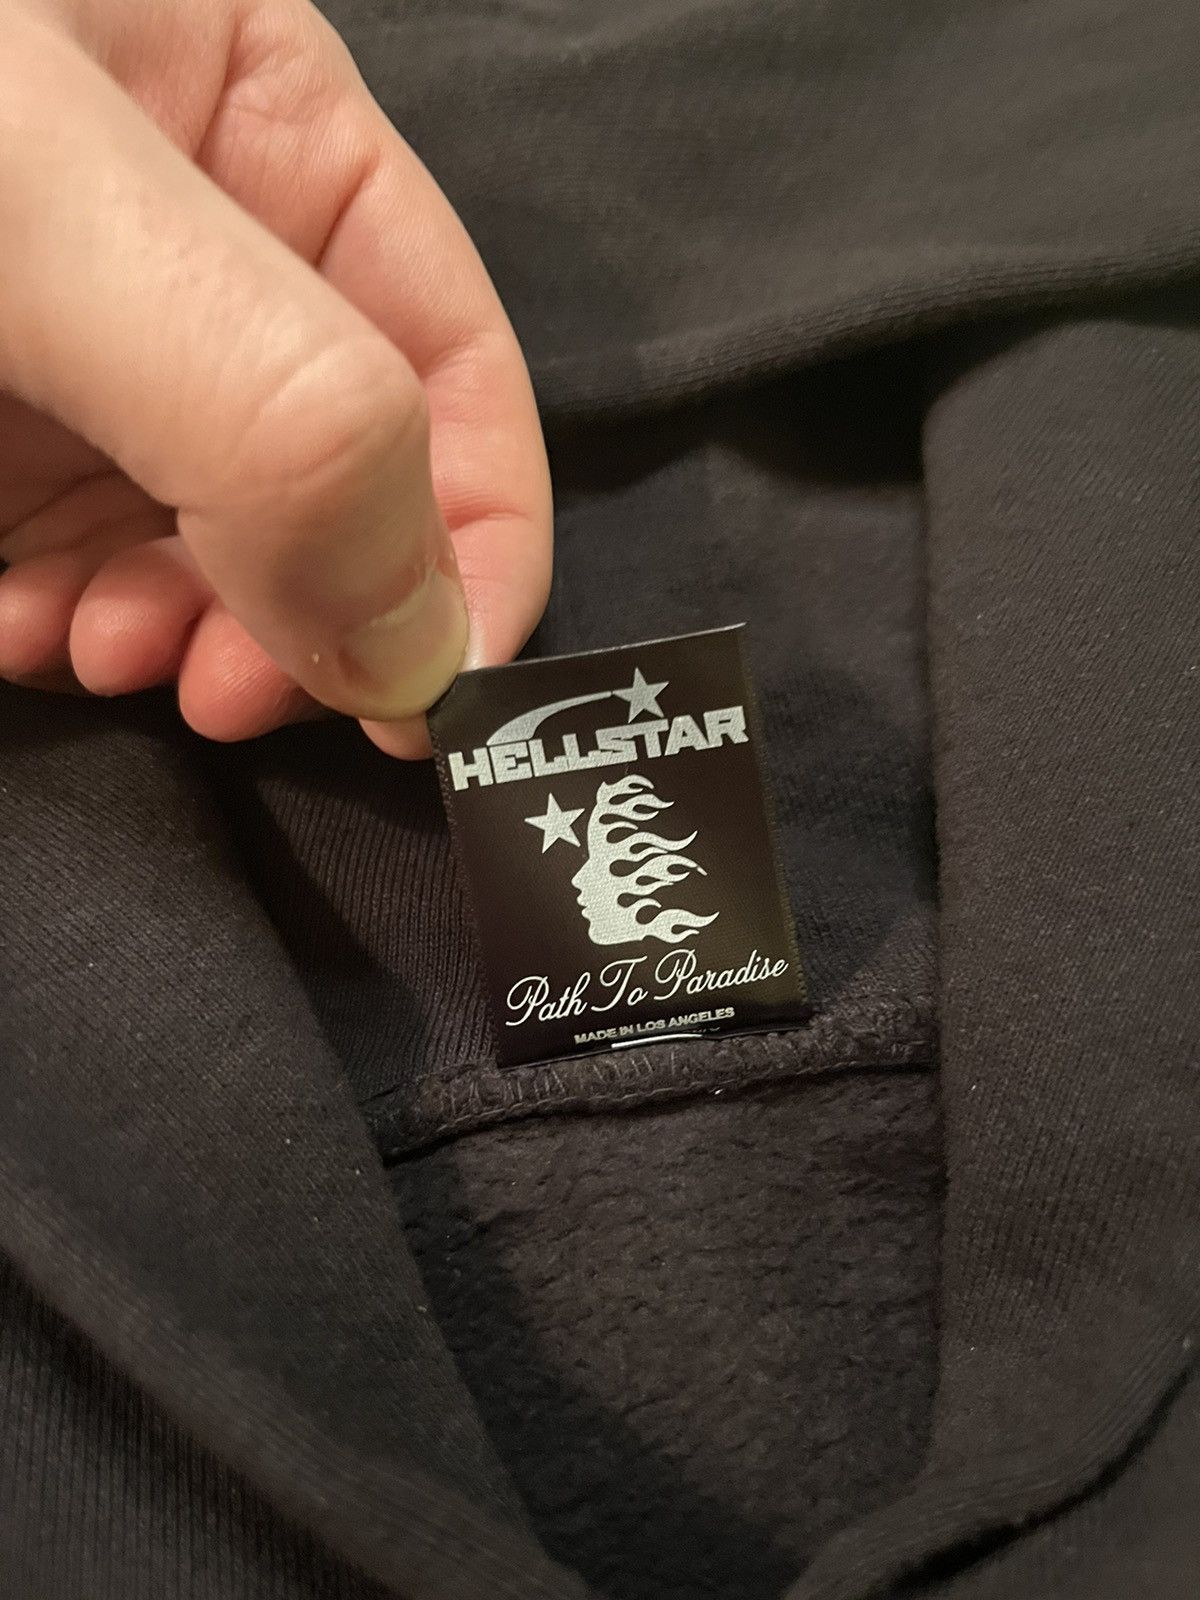 HELLSTAR
Path To Paradise
MADE IN LOS ANGELES